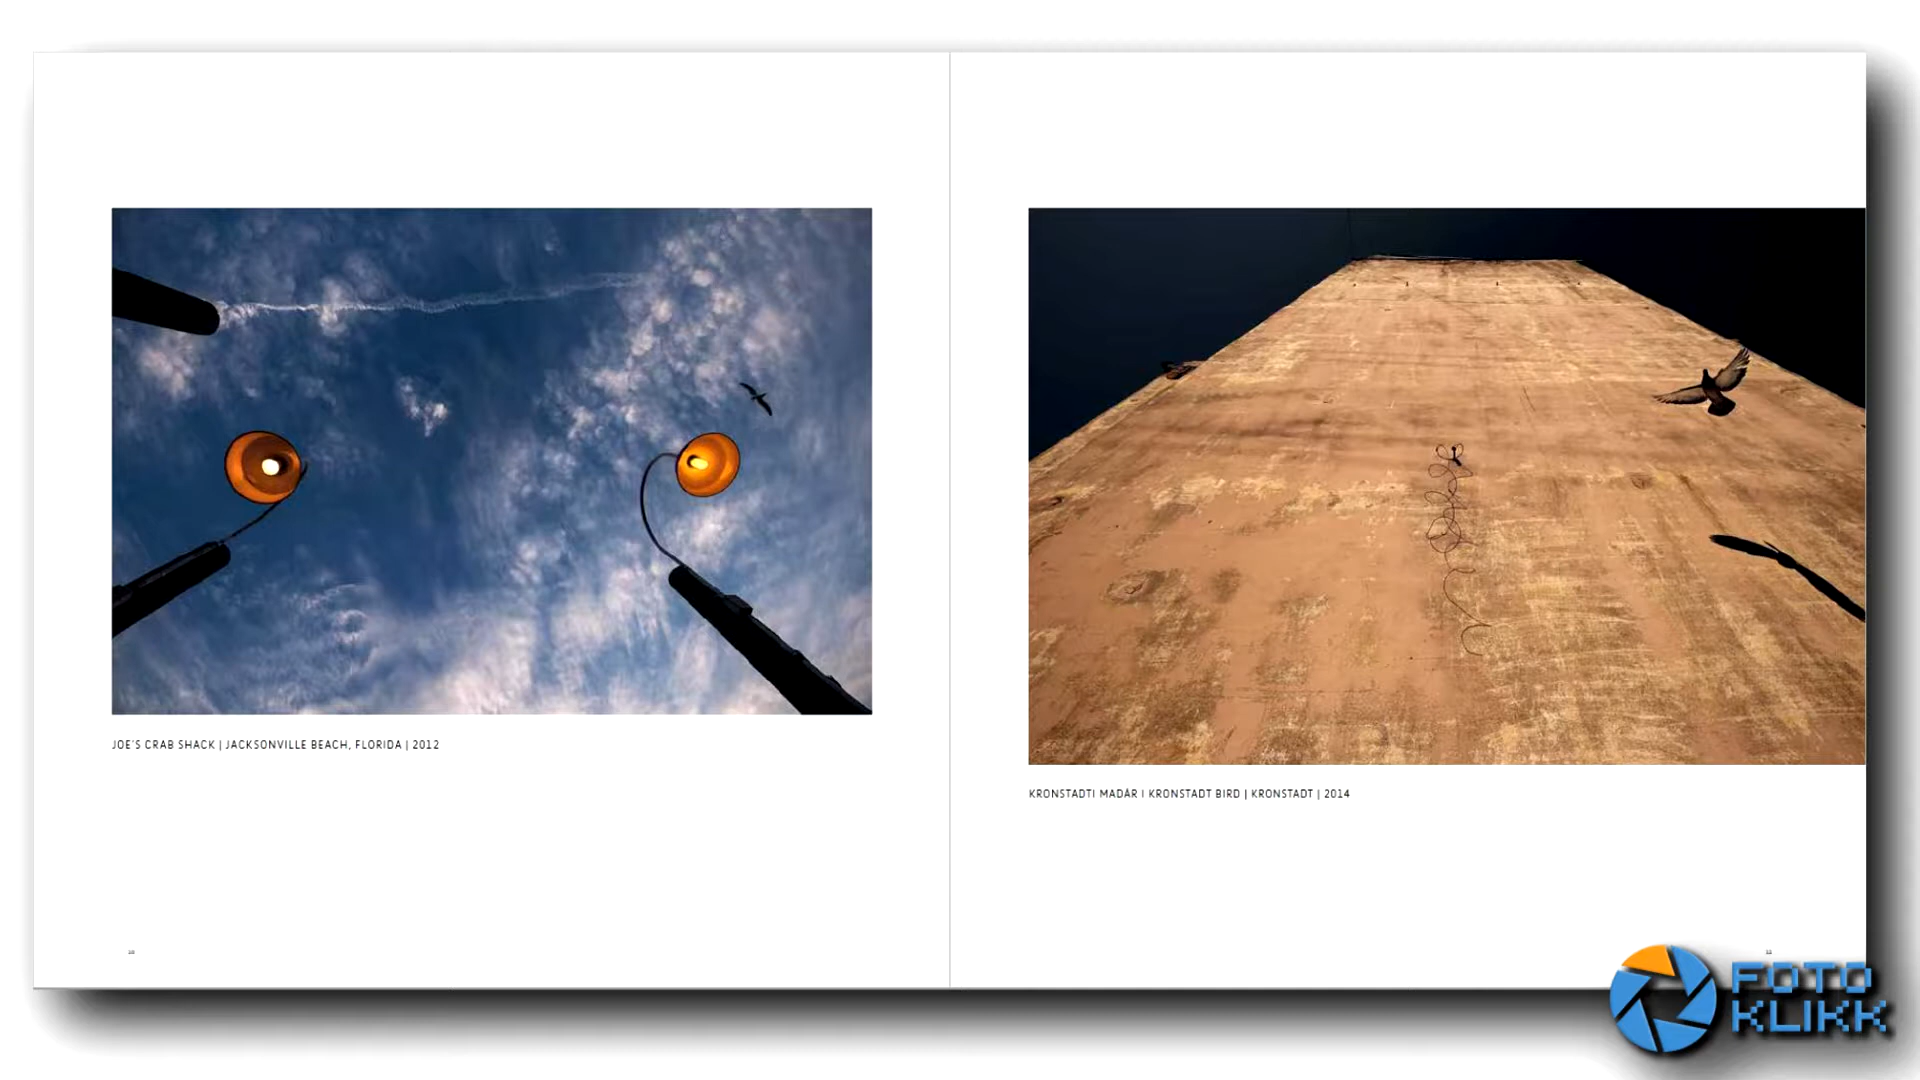 JOE'S CRAB SHACK | JACKSONVILLE BEACH, FLORIDA | 2012
KRONSTADTI MADÁR I KRONSTADT BIRD | KRONSTADT | 2014
FOTO
KLIKK